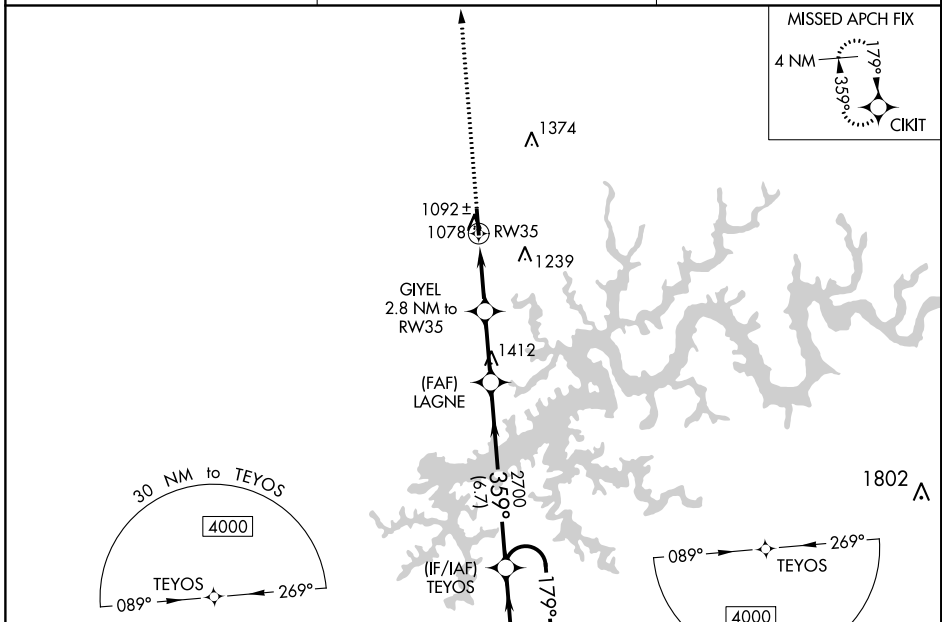 MISSED APCH FIX
4 NM
179°
359°
CIKIT
1374
1092±
1078
RW35
1239
GIYEL
2.8 NM to
RW35
1412
(FAF)
LAGNE
2700
359°
(6.7)
1802
30 NM to TEYOS
4000
TEYOS
089°
269°
(IF/IAF)
TEYOS
179°
089°
269°
TEYOS
4000